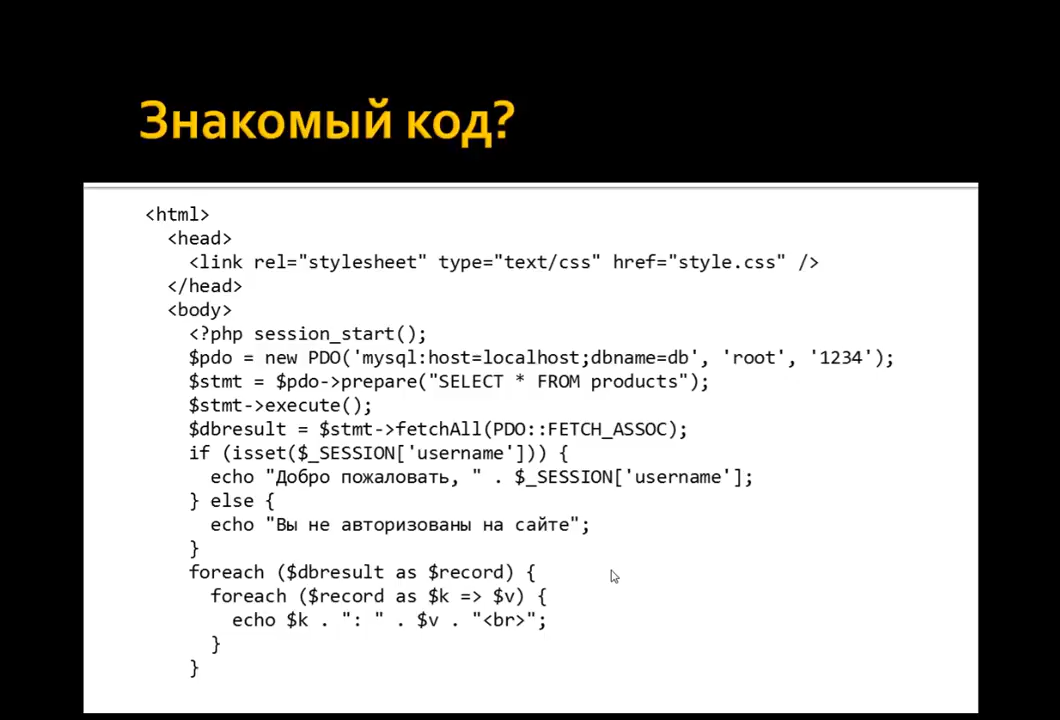 Знакомый код?
<html>
<head>
<link rel="stylesheet" type="text/css" href="style.css" />
</head>
<body>
<?php session_start();
$pdo = new PDO('mysql:host=localhost;dbname=db', 'root', '1234');
$stmt = $pdo->prepare("SELECT * FROM products");
$stmt->execute();
$dbresult = $stmt->fetchAll(PDO::FETCH_ASSOC);
if (isset($_SESSION['username'])) {
echo "Добро пожаловать, " . $_SESSION['username'];
} else {
echo "Вы не авторизованы на сайте";
}
foreach ($dbresult as $record) {
foreach ($record as $k => $v) {
echo $k . ": " . $v . "<br>";
}
}